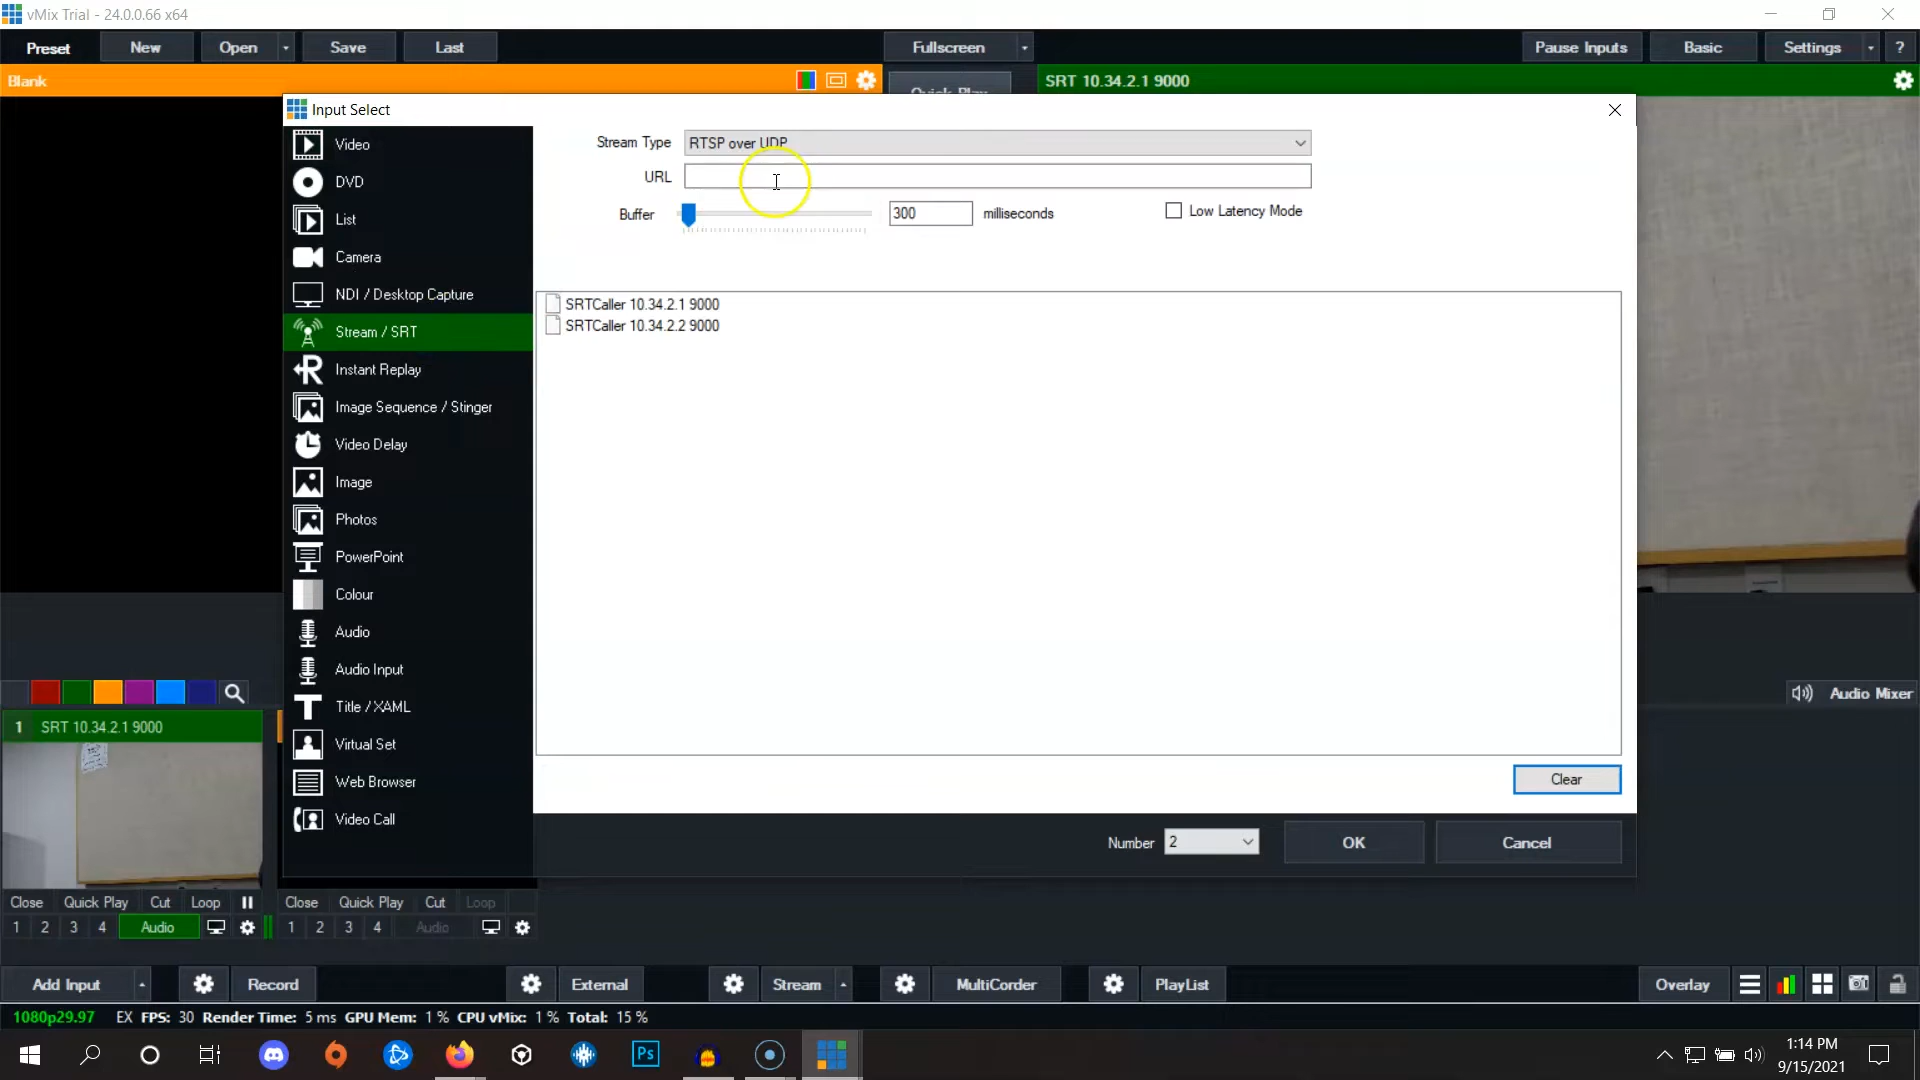 vMix Trial - 24.0.0.66 x64
Preset New Open Save Last Fullscreen Pause Inputs Basic Settings ?
Blank
Quick Play
SRT 10.34.2.1 9000
Input Select
Video
DVD
List
Camera
NDI / Desktop Capture
Stream / SRT
Instant Replay
Image Sequence / Stinger
Video Delay
Image
Photos
PowerPoint
Colour
Audio
Audio Input
Title / XAML
Virtual Set
Web Browser
Video Call
Stream Type RTSP over UDP
URL
Buffer 300 milliseconds Low Latency Mode
SRTCaller 10.34.2.1 9000
SRTCaller 10.34.2.2 9000
Clear
Number 2 OK Cancel
Audio Mixer
1 SRT 10.34.2.1 9000
Close Quick Play Cut Loop
1 2 3 4 Audio
Close Quick Play Cut Loop
1 2 3 4 Audio
Add Input Record External Stream MultiCorder PlayList Overlay
1080p29.97 EX FPS: 30 Render Time: 5 ms GPU Mem: 1 % CPU vMix: 1 % Total: 15 %
Ps
1:14 PM
9/15/2021